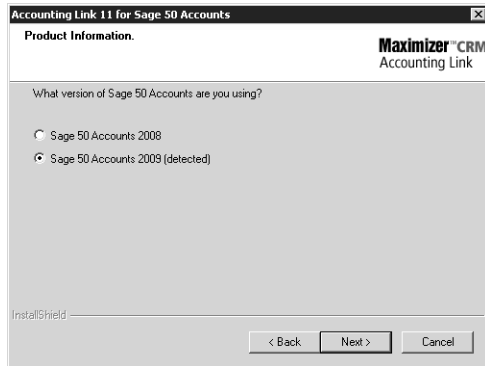 Accounting Link 11 for Sage 50 Accounts
Product Information.
Maximizer™CRM
Accounting Link
What version of Sage 50 Accounts are you using?
Sage 50 Accounts 2008
Sage 50 Accounts 2009 (detected)
InstallShield
< Back Next > Cancel